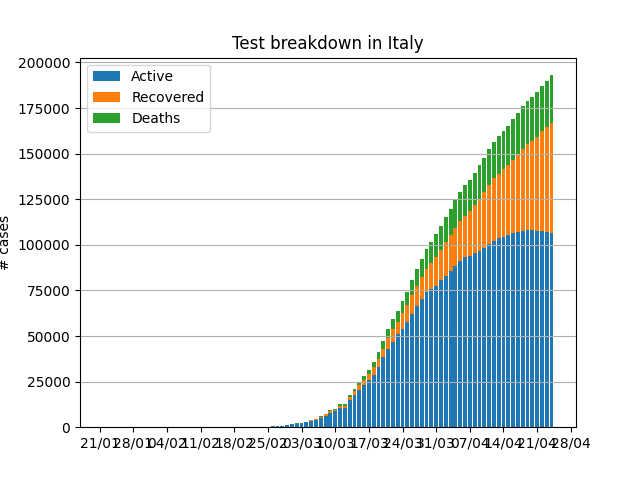 Test breakdown in Italy
200000
175000
150000
125000
100000
75000
50000
25000
0
# cases
Active
Recovered
Deaths
21/01 28/01 04/02 11/02 18/02 25/02 03/03 10/03 17/03 24/03 31/03 07/04 14/04 21/04 28/04